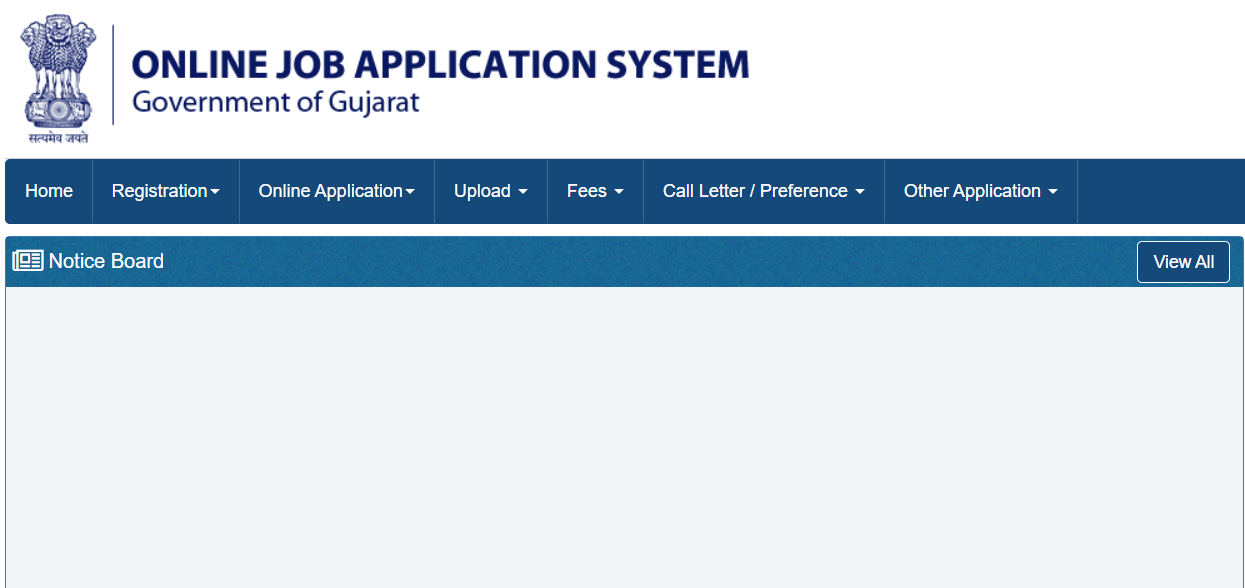 ONLINE JOB APPLICATION SYSTEM
Government of Gujarat
सत्यमेव जयते
Home Registration Online Application Upload Fees Call Letter / Preference Other Application
Notice Board View All